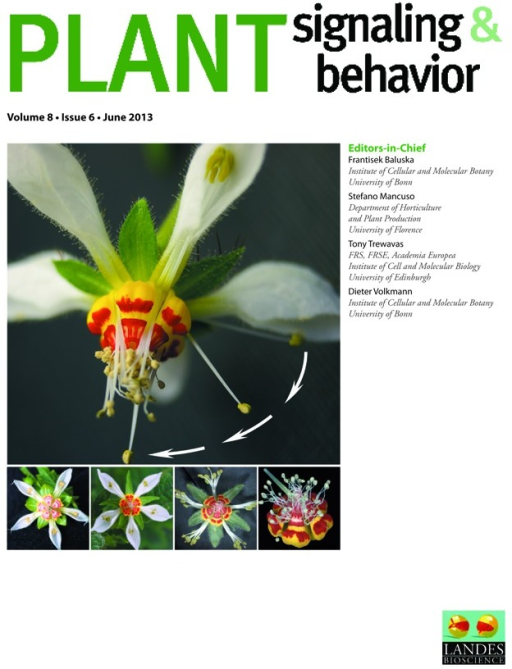 PLANT signaling &
behavior
Volume 8 • Issue 6 • June 2013
Editors-in-Chief
Frantisek Baluska
Institute of Cellular and Molecular Botany
University of Bonn
Stefano Mancuso
Department of Horticulture
and Plant Production
University of Florence
Tony Trewavas
FRS, FRSE, Academia Europea
Institute of Cell and Molecular Biology
University of Edinburgh
Dieter Volkmann
Institute of Cellular and Molecular Botany
University of Bonn
LANDES
BIOSCIENCE